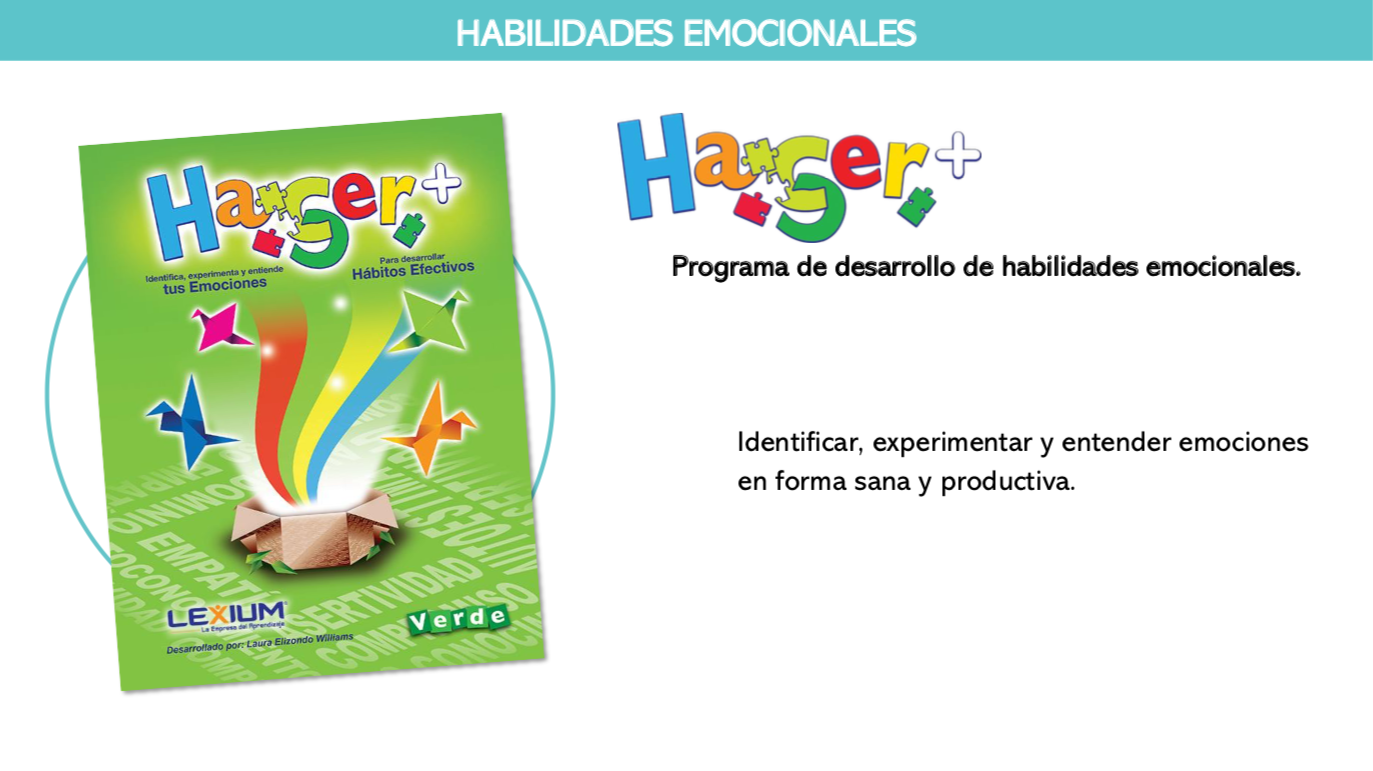 HABILIDADES EMOCIONALES
HaSer+
Identifica, experimenta y entiende
tus Emociones
Para desarrollar
Hábitos Efectivos
EMPATÍ
LEXIUM
La Empresa del Aprendizaje
Verde
Desarrollado por: Laura Elizondo Williams
HaSer+
Programa de desarrollo de habilidades emocionales.
Identificar, experimentar y entender emociones
en forma sana y productiva.